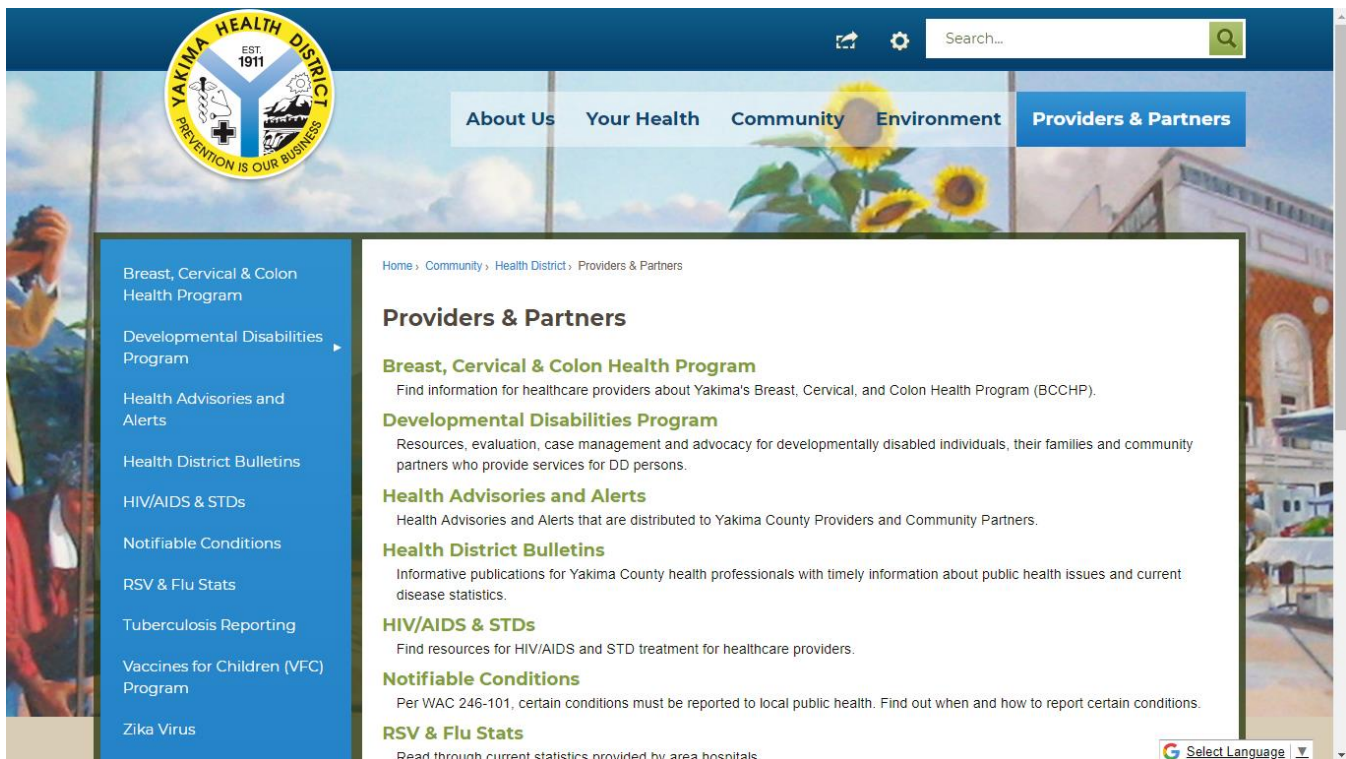 YAKIMA HEALTH DISTRICT
EST.
1911
PREVENTION IS OUR BUSINESS
Search...
About Us
Your Health
Community
Environment
Providers & Partners
Breast, Cervical & Colon
Health Program
Developmental Disabilities
Program
Health Advisories and
Alerts
Health District Bulletins
HIV/AIDS & STDs
Notifiable Conditions
RSV & Flu Stats
Tuberculosis Reporting
Vaccines for Children (VFC)
Program
Zika Virus
Home › Community › Health District › Providers & Partners
Providers & Partners
Breast, Cervical & Colon Health Program
Find information for healthcare providers about Yakima's Breast, Cervical, and Colon Health Program (BCCHP).
Developmental Disabilities Program
Resources, evaluation, case management and advocacy for developmentally disabled individuals, their families and community
partners who provide services for DD persons.
Health Advisories and Alerts
Health Advisories and Alerts that are distributed to Yakima County Providers and Community Partners.
Health District Bulletins
Informative publications for Yakima County health professionals with timely information about public health issues and current
disease statistics.
HIV/AIDS & STDs
Find resources for HIV/AIDS and STD treatment for healthcare providers.
Notifiable Conditions
Per WAC 246-101, certain conditions must be reported to local public health. Find out when and how to report certain conditions.
RSV & Flu Stats
Read through current statistics provided by area hospitals.
Select Language ▼